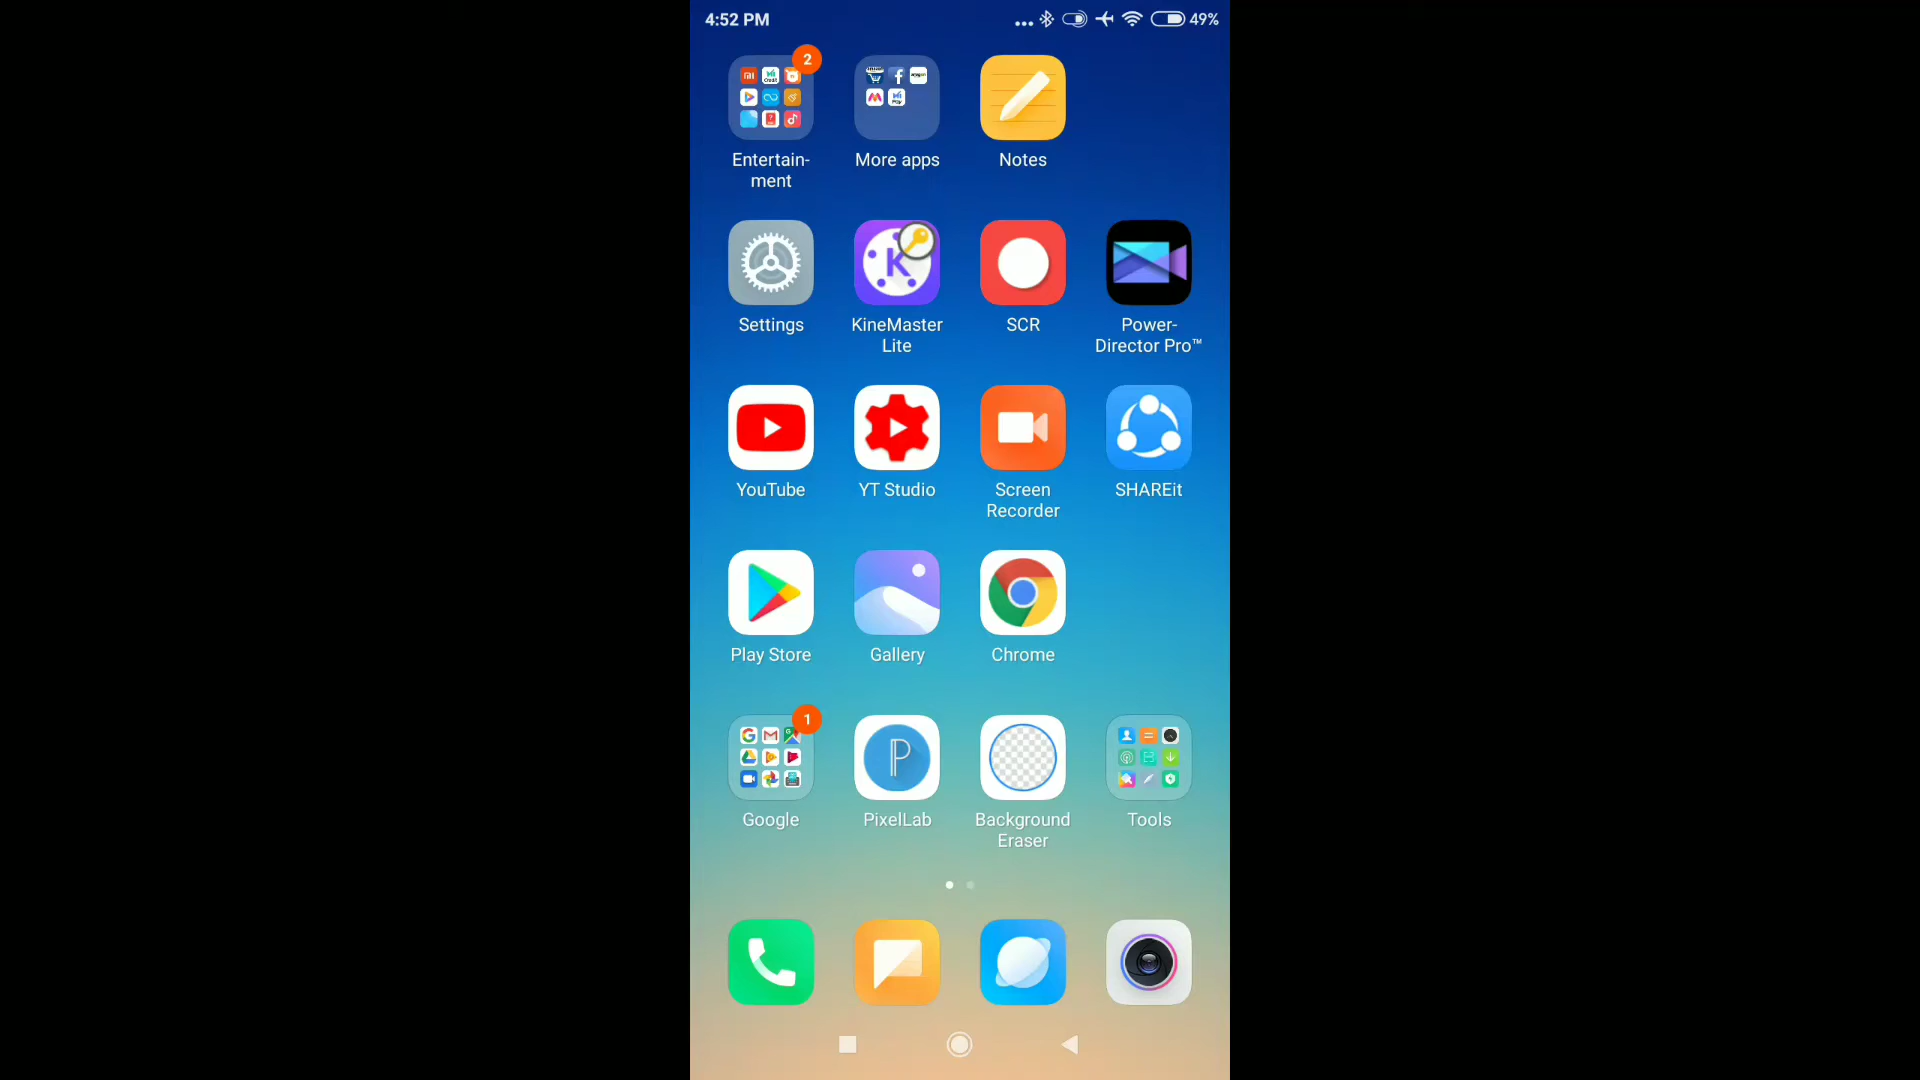 4:52 PM
49%
2
Entertain-
ment
More apps
Notes
Settings
K
KineMaster
Lite
SCR
Power-
Director Pro™
YouTube
YT Studio
Screen
Recorder
SHAREit
Play Store
Gallery
Chrome
1
Google
P
PixelLab
Background
Eraser
Tools